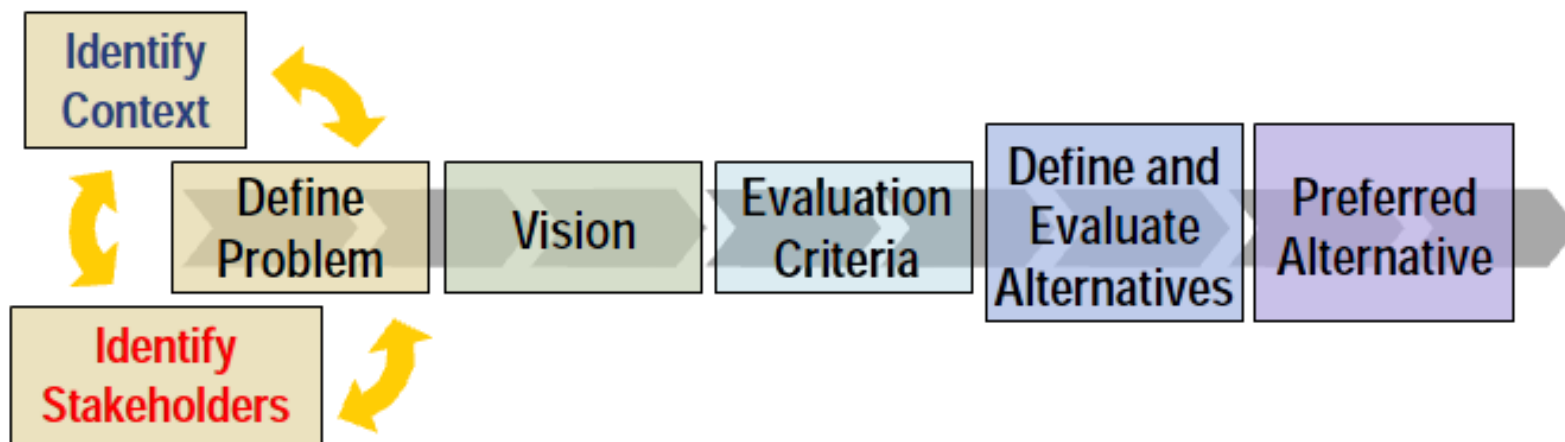 Identify
Context
Define
Problem
Vision
Evaluation
Criteria
Define and
Evaluate
Alternatives
Preferred
Alternative
Identify
Stakeholders